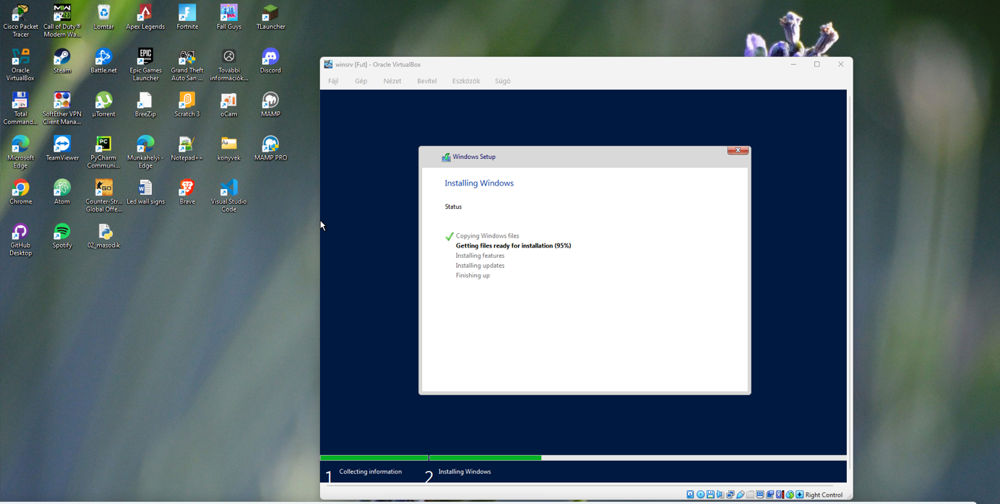 Cisco Packet
Tracer
Call of Duty®
Modern Wa...
Lomtár
Apex Legends
Fortnite
Fall Guys
TLauncher
Oracle
VirtualBox
Steam
Battle.net
Epic Games
Launcher
Grand Theft
Auto San ...
További
információk...
Discord
Total
Command...
SoftEther VPN
Client Mana...
µTorrent
BreeZip
Scratch 3
oCam
MAMP
Microsoft
Edge
TeamViewer
PyCharm
Communi...
Munkahelyi -
Edge
Notepad++
konyvek
MAMP PRO
Chrome
Atom
Counter-Str...
Global Offe...
Led wall signs
Brave
Visual Studio
Code
GitHub
Desktop
Spotify
02_masodik
winsrv [Fut] - Oracle VirtualBox
Fájl Gép Nézet Bevitel Eszközök Súgó
Windows Setup
Installing Windows
Status
Copying Windows files
Getting files ready for installation (95%)
Installing features
Installing updates
Finishing up
1 Collecting information 2 Installing Windows
Right Control